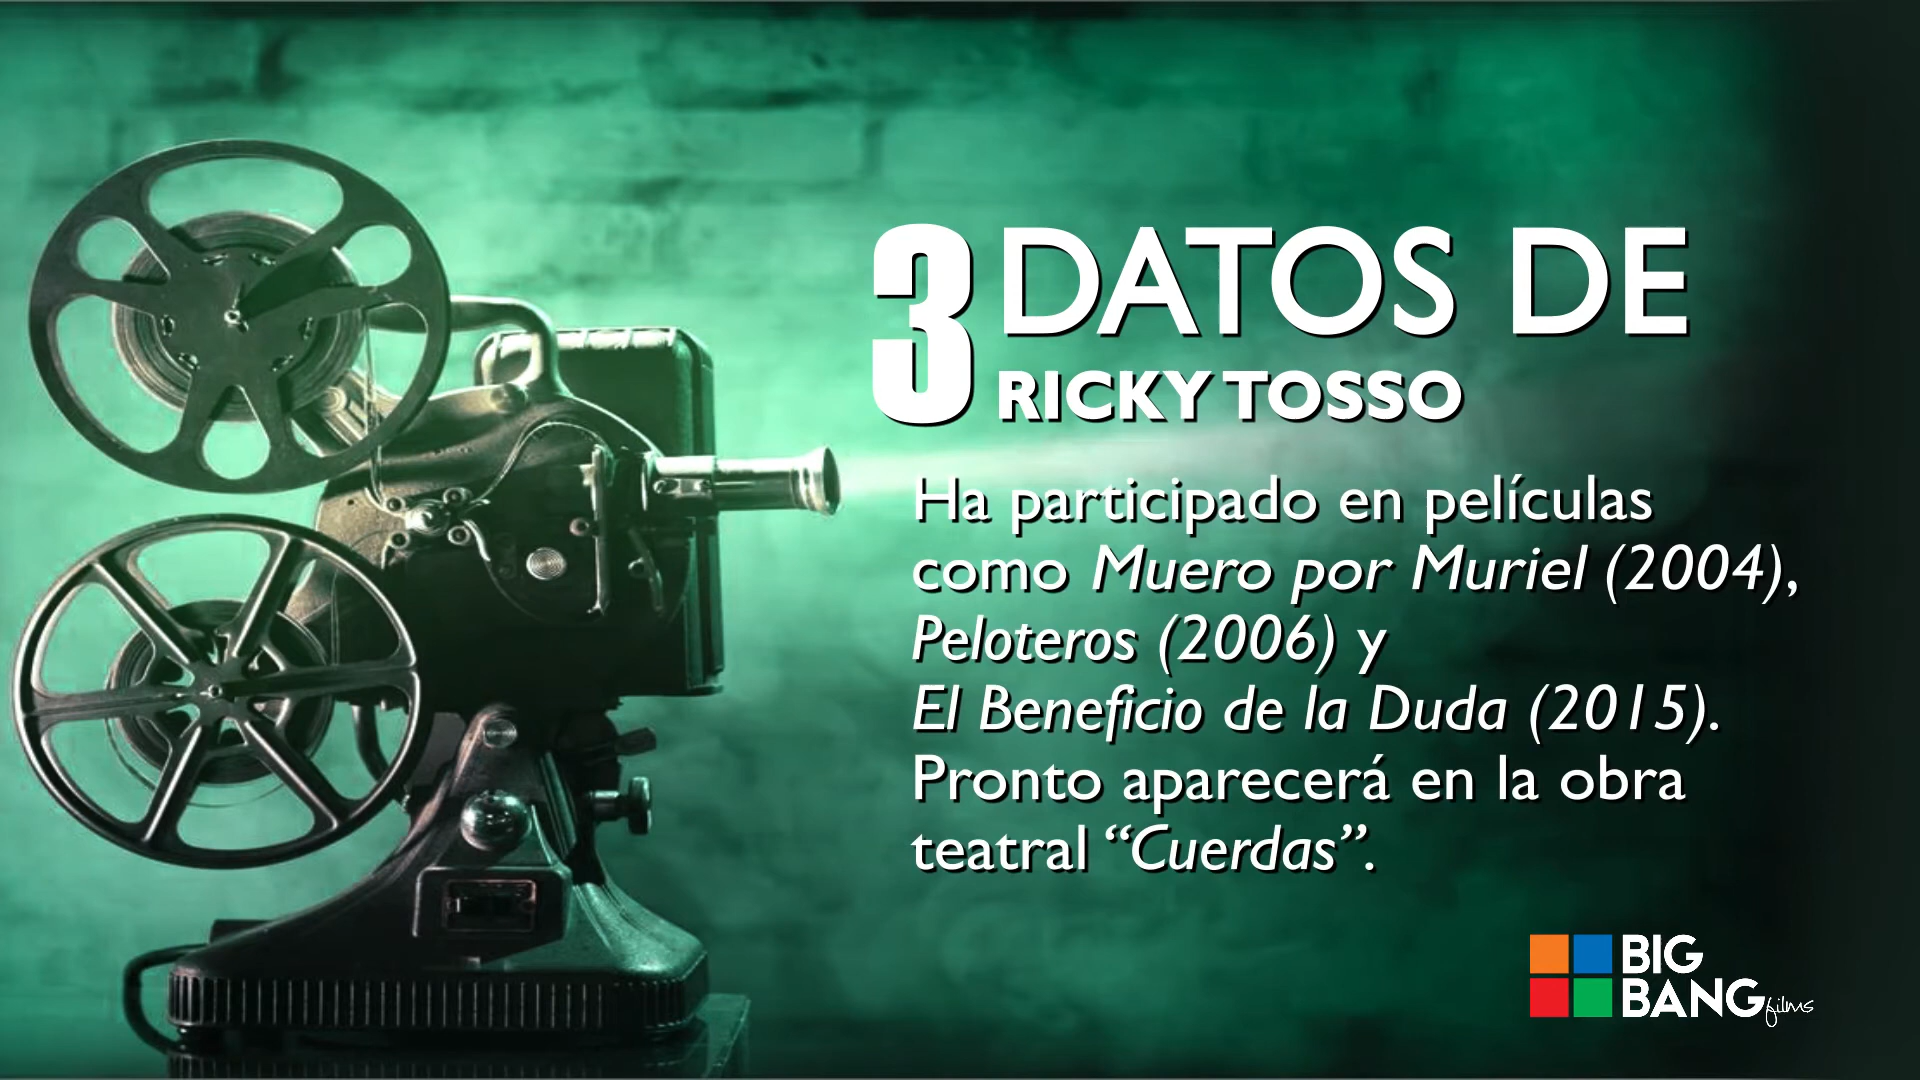 3 DATOS DE
RICKY TOSSO
Ha participado en películas
como Muero por Muriel (2004),
Peloteros (2006) y
El Beneficio de la Duda (2015).
Pronto aparecerá en la obra
teatral “Cuerdas”.
BIG
BANG films